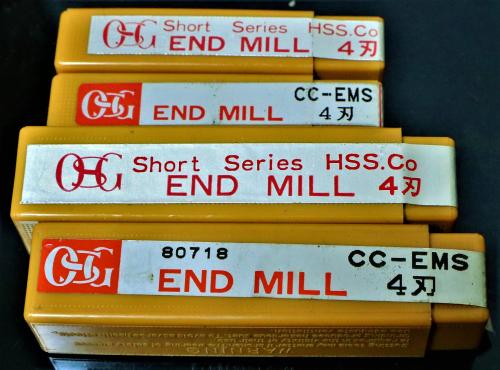 OSG Short Series HSS.Co
END MILL 4刃
OSG CC-EMS
END MILL 4刃
OSG Short Series HSS.Co
END MILL 4刃
OSG 80718 CC-EMS
END MILL 4刃
WARNING